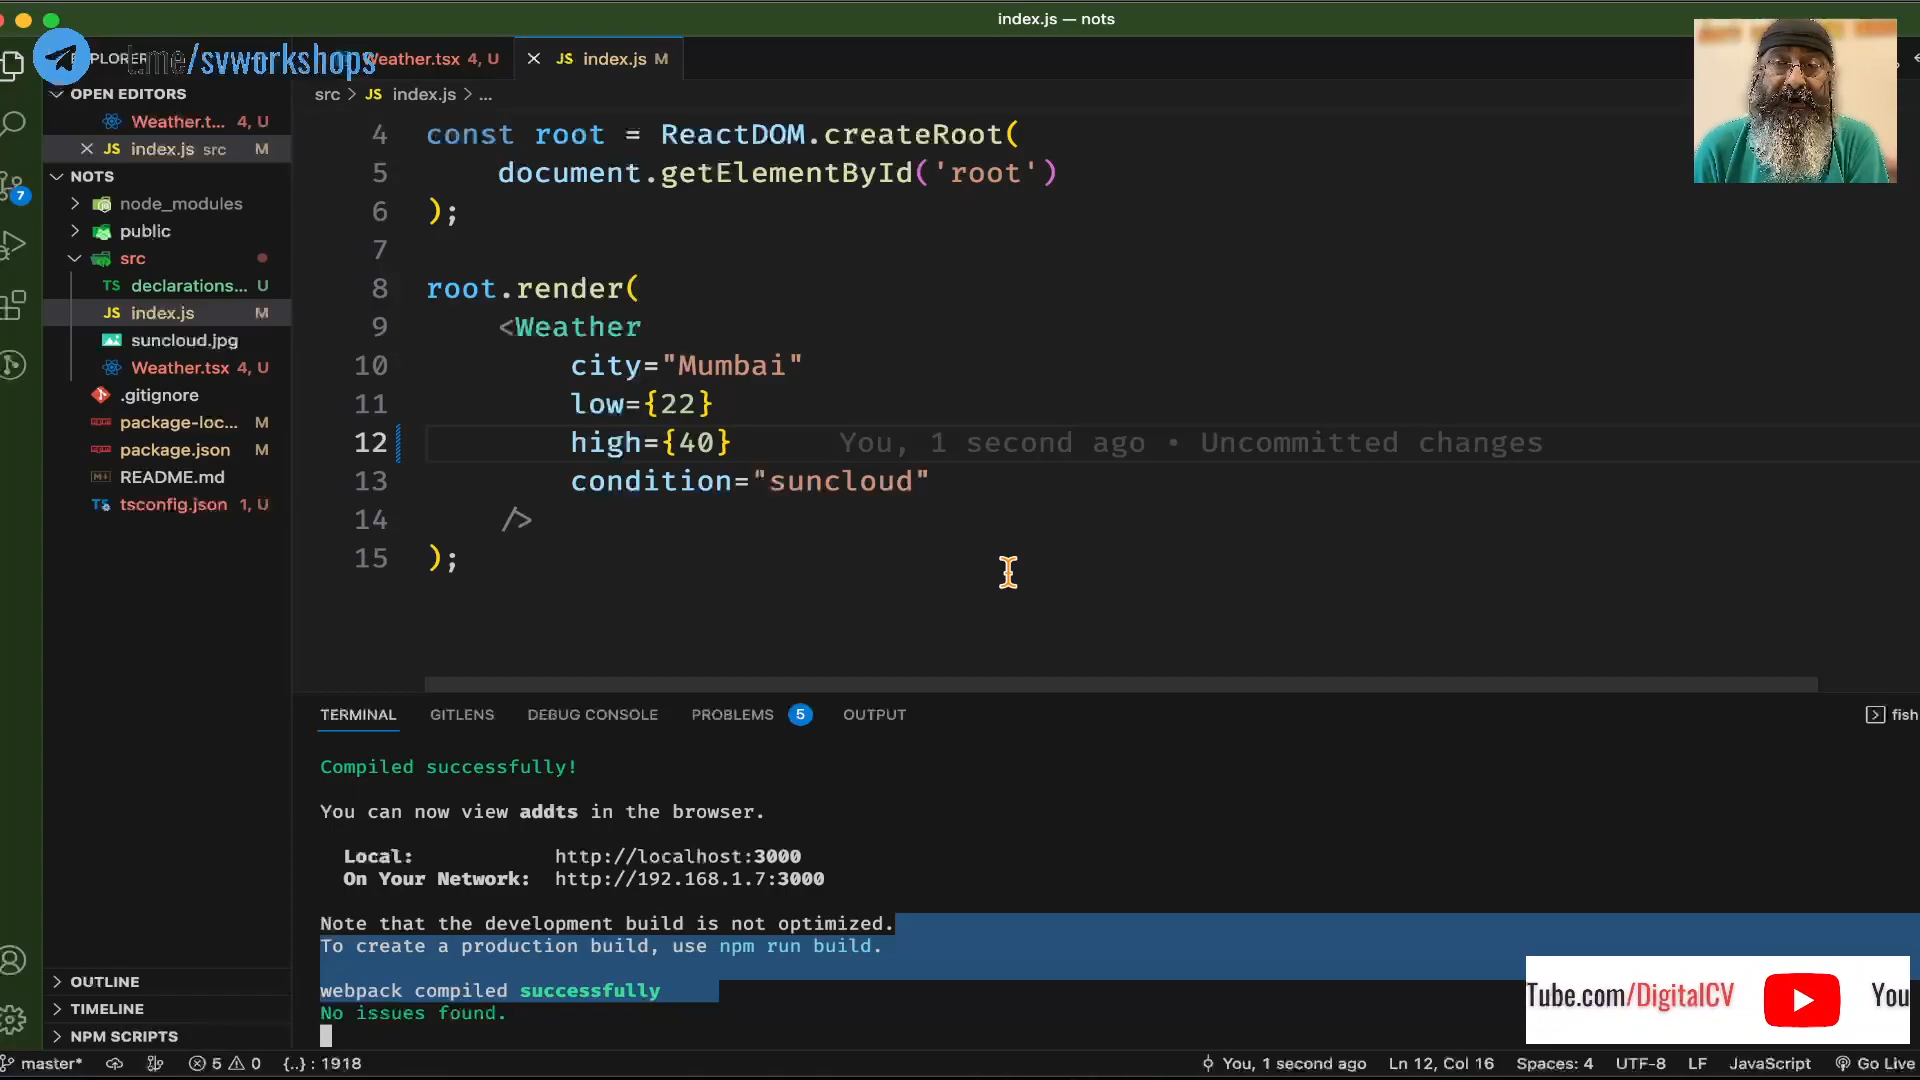 index.js — nots
EXPLORER
t.me/svworkshops
Weather.tsx 4, U
JS index.js M
OPEN EDITORS
Weather.t... 4, U
JS index.js src M
NOTS
node_modules
public
src
TS declarations... U
JS index.js M
suncloud.jpg
Weather.tsx 4, U
.gitignore
package-loc... M
package.json M
README.md
tsconfig.json 1, U
OUTLINE
TIMELINE
NPM SCRIPTS
7
src > JS index.js > ...
4 const root = ReactDOM.createRoot(
5 document.getElementById('root')
6 );
7
8 root.render(
9 <Weather
10 city="Mumbai"
11 low={22}
12 high={40} You, 1 second ago • Uncommitted changes
13 condition="suncloud"
14 />
15 );
TERMINAL GITLENS DEBUG CONSOLE PROBLEMS 5 OUTPUT
fish
Compiled successfully!
You can now view addts in the browser.
Local: http://localhost:3000
On Your Network: http://192.168.1.7:3000
Note that the development build is not optimized.
To create a production build, use npm run build.
webpack compiled successfully
No issues found.
Tube.com/DigitalCV You
master* 5 0 {..} : 1918 You, 1 second ago Ln 12, Col 16 Spaces: 4 UTF-8 LF JavaScript Go Live